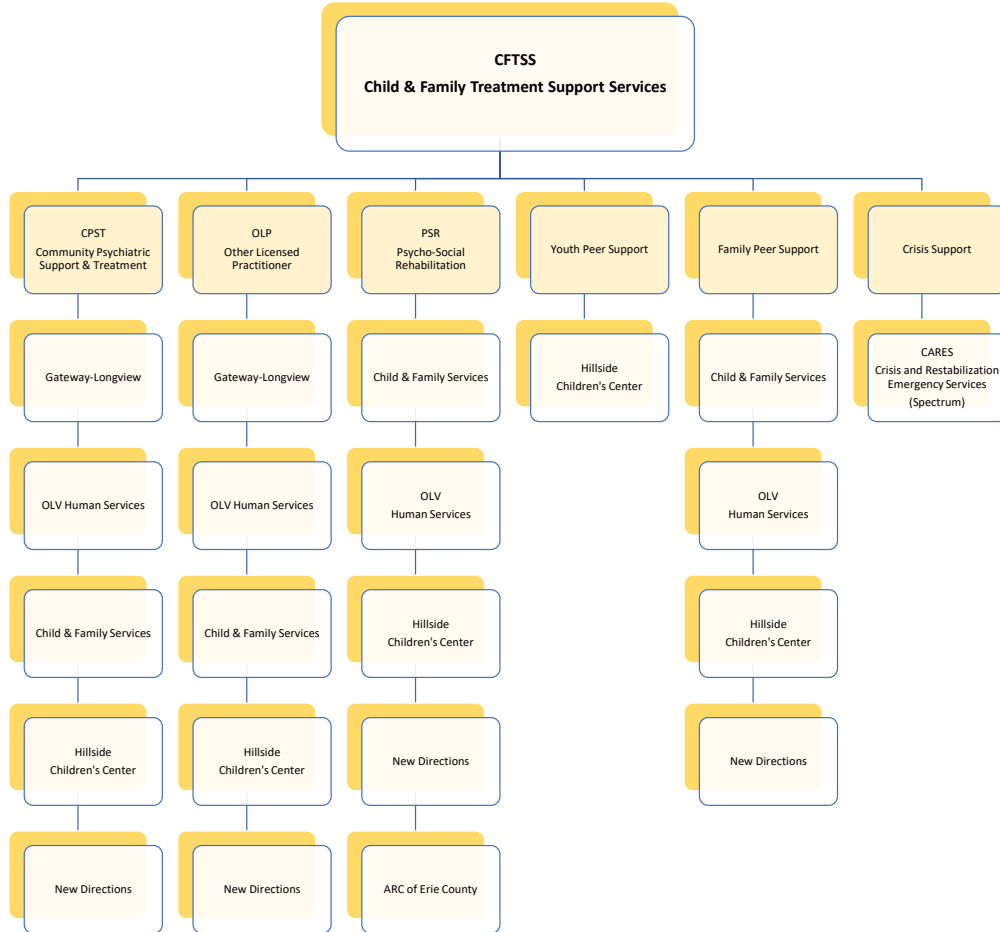 CFTSS
Child & Family Treatment Support Services
CPST
Community Psychiatric
Support & Treatment
OLP
Other Licensed
Practitioner
PSR
Psycho-Social
Rehabilitation
Youth Peer Support
Family Peer Support
Crisis Support
Gateway-Longview
Gateway-Longview
Child & Family Services
Hillside
Children's Center
Child & Family Services
CARES
Crisis and Restabilization
Emergency Services
(Spectrum)
OLV Human Services
OLV Human Services
OLV
Human Services
OLV
Human Services
Child & Family Services
Child & Family Services
Hillside
Children's Center
Hillside
Children's Center
Hillside
Children's Center
Hillside
Children's Center
New Directions
New Directions
New Directions
New Directions
ARC of Erie County